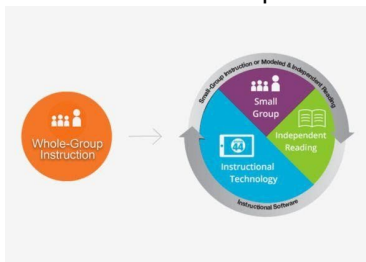 Whole-Group
Instruction
Small-Group Instruction or Modeled & Independent Reading
Small
Group
Independent
Reading
Instructional
Technology
Instructional Software